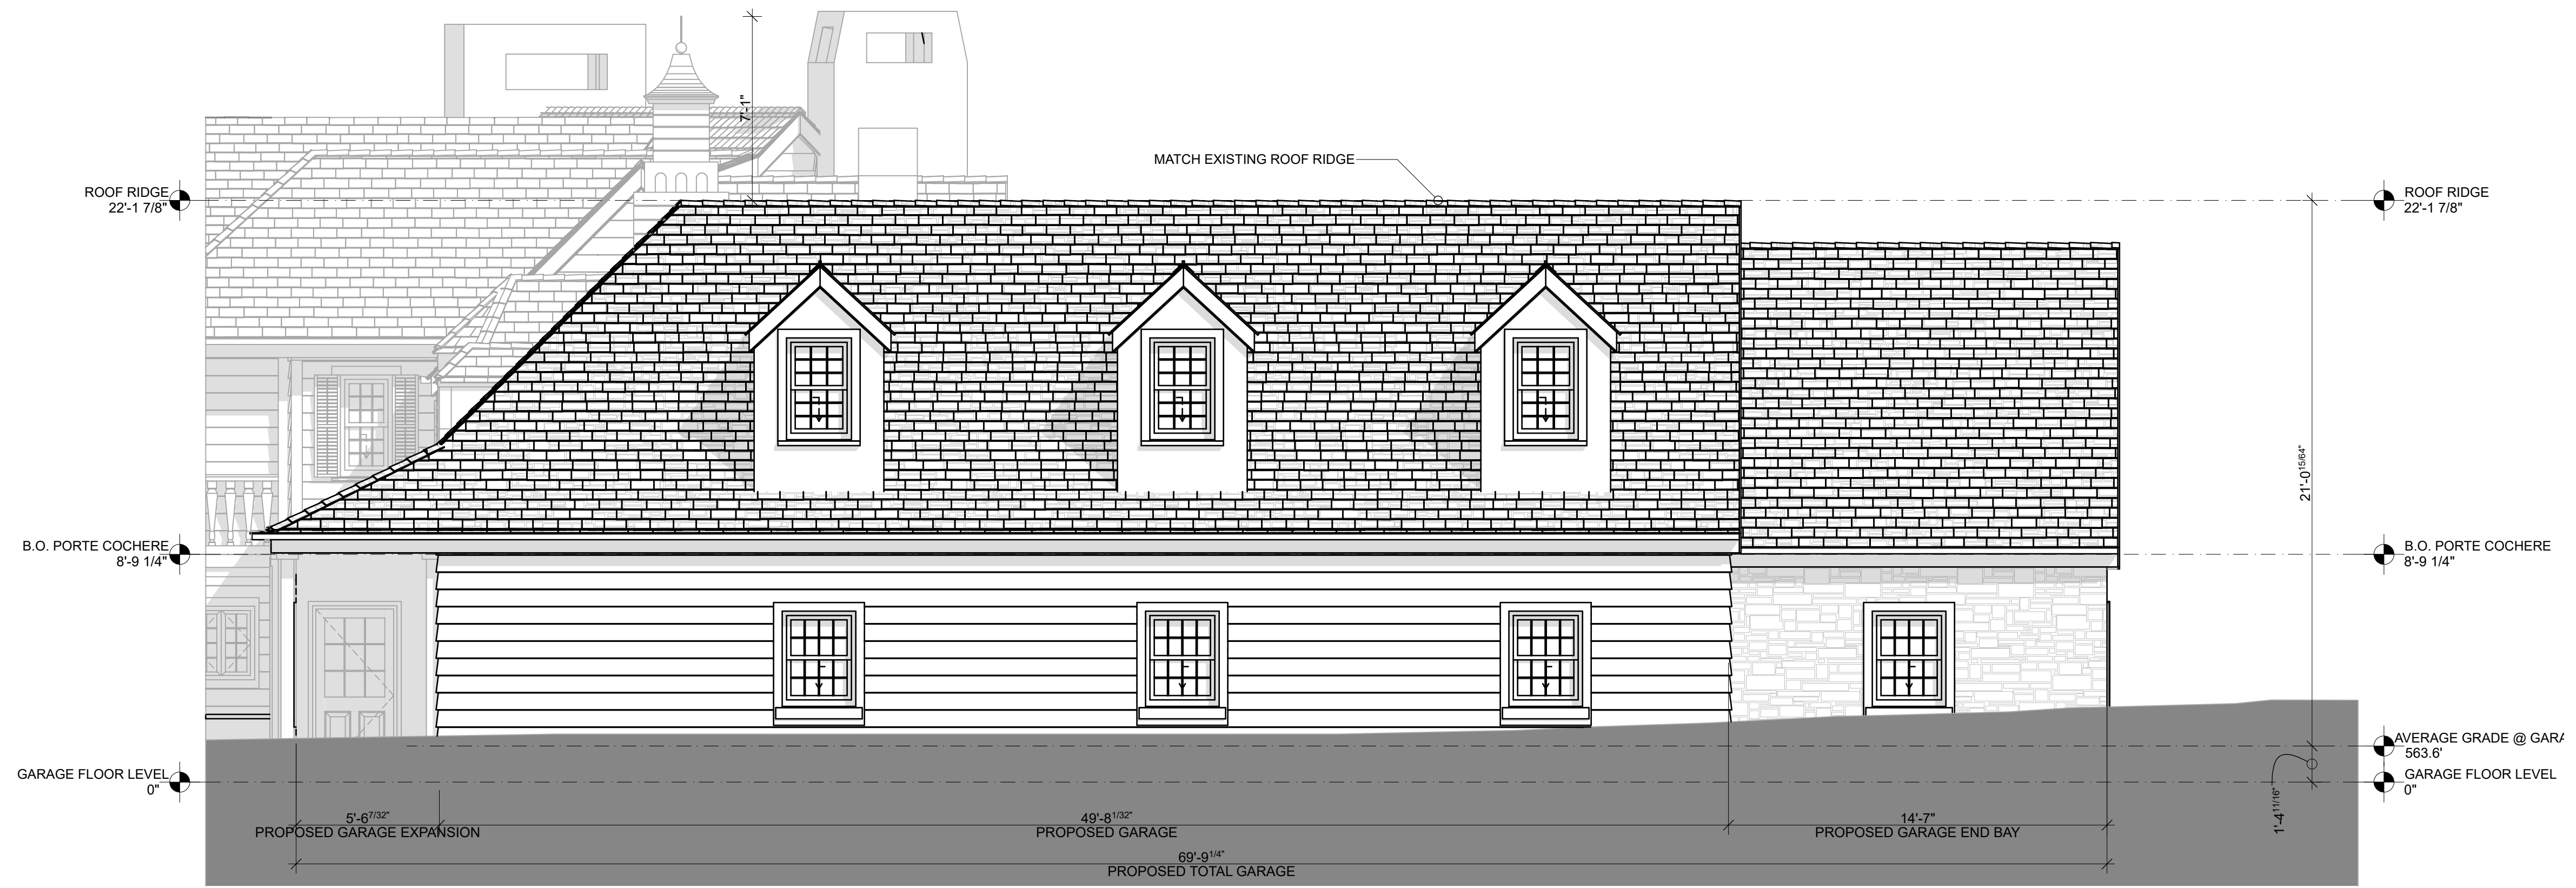 7'-1"
MATCH EXISTING ROOF RIDGE
ROOF RIDGE
22'-1 7/8"
ROOF RIDGE
22'-1 7/8"
21'-0 15/64"
B.O. PORTE COCHERE
8'-9 1/4"
B.O. PORTE COCHERE
8'-9 1/4"
AVERAGE GRADE @ GARA
563.6'
GARAGE FLOOR LEVEL
0"
GARAGE FLOOR LEVEL
0"
1'-4 11/16"
5'-6 7/32"
PROPOSED GARAGE EXPANSION
49'-8 1/32"
PROPOSED GARAGE
14'-7"
PROPOSED GARAGE END BAY
69'-9 1/4"
PROPOSED TOTAL GARAGE